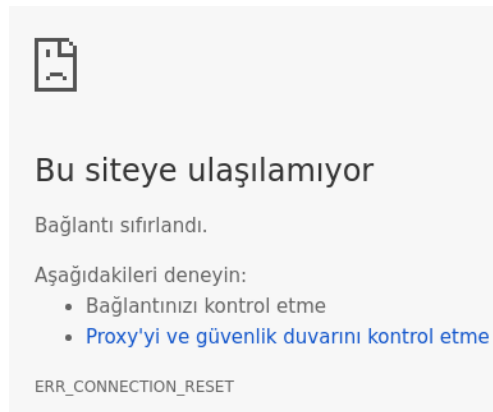 Bu siteye ulaşılamıyor
Bağlantı sıfırlandı.
Aşağıdakileri deneyin:
• Bağlantınızı kontrol etme
• Proxy'yi ve güvenlik duvarını kontrol etme
ERR_CONNECTION_RESET